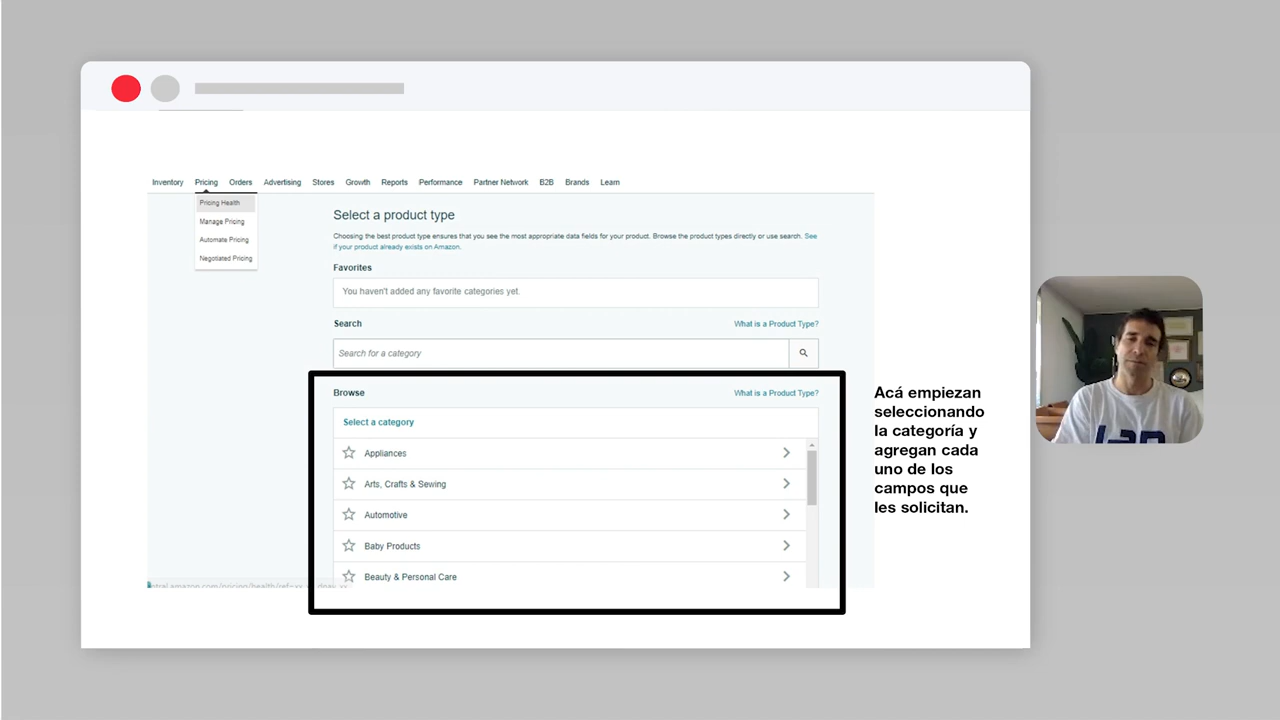 Inventory Pricing Orders Advertising Stores Growth Reports Performance Partner Network B2B Brands Learn
Pricing Health
Manage Pricing
Automate Pricing
Negotiated Pricing
Select a product type
Choosing the best product type ensures that you see the most appropriate data fields for your product. Browse the product types directly or use search. See
if your product already exists on Amazon.
Favorites
You haven't added any favorite categories yet.
Search What is a Product Type?
Search for a category
Browse What is a Product Type?
Select a category
Appliances
Arts, Crafts & Sewing
Automotive
Baby Products
Beauty & Personal Care
Acá empiezan
seleccionando
la categoría y
agregan cada
uno de los
campos que
les solicitan.